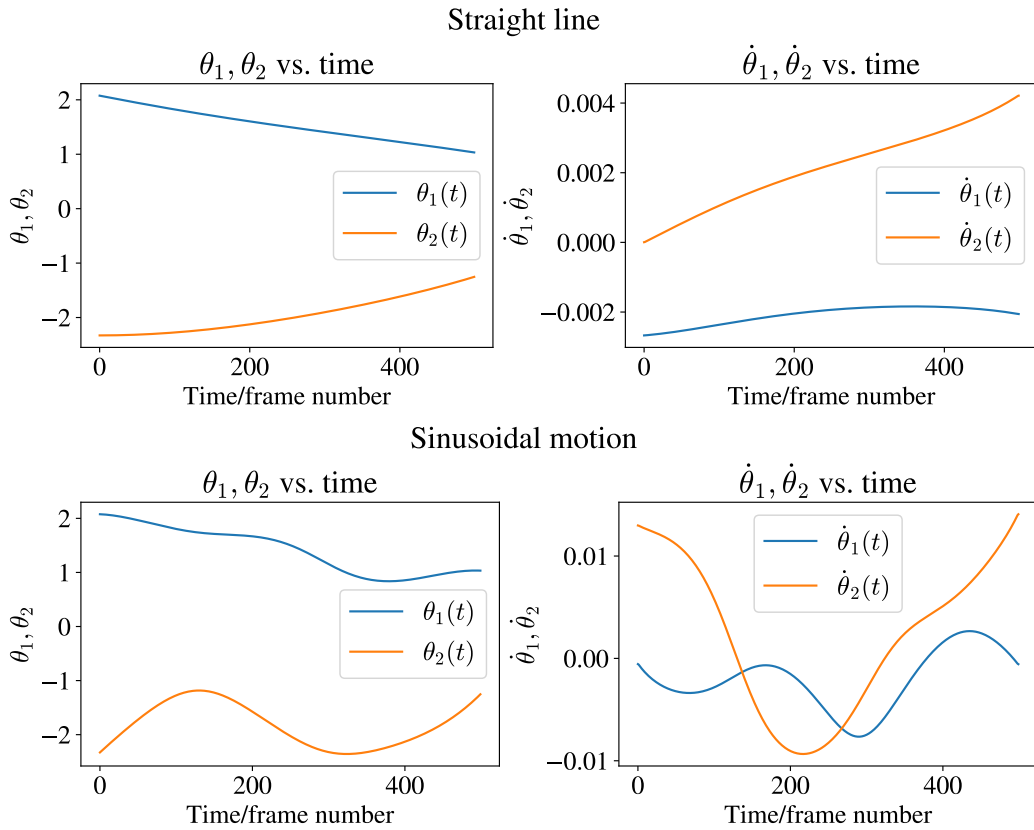 Straight line
θ₁, θ₂ vs. time
θ̇₁, θ̇₂ vs. time
2
1
0
−1
−2
θ₁, θ₂
θ₁(t)
θ₂(t)
0 200 400
Time/frame number
0.004
0.002
0.000
−0.002
θ̇₁, θ̇₂
θ̇₁(t)
θ̇₂(t)
0 200 400
Time/frame number
Sinusoidal motion
θ₁, θ₂ vs. time
θ̇₁, θ̇₂ vs. time
2
1
0
−1
−2
θ₁, θ₂
θ₁(t)
θ₂(t)
0 200 400
Time/frame number
0.01
0.00
−0.01
θ̇₁, θ̇₂
θ̇₁(t)
θ̇₂(t)
0 200 400
Time/frame number